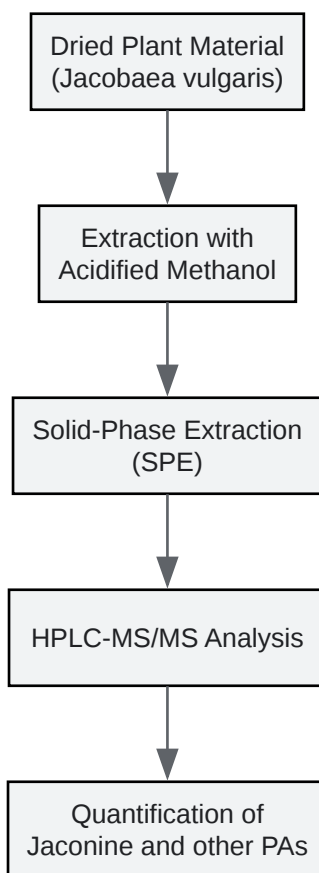 Dried Plant Material
(Jacobaea vulgaris)
Extraction with
Acidified Methanol
Solid-Phase Extraction
(SPE)
HPLC-MS/MS Analysis
Quantification of
Jaconine and other PAs